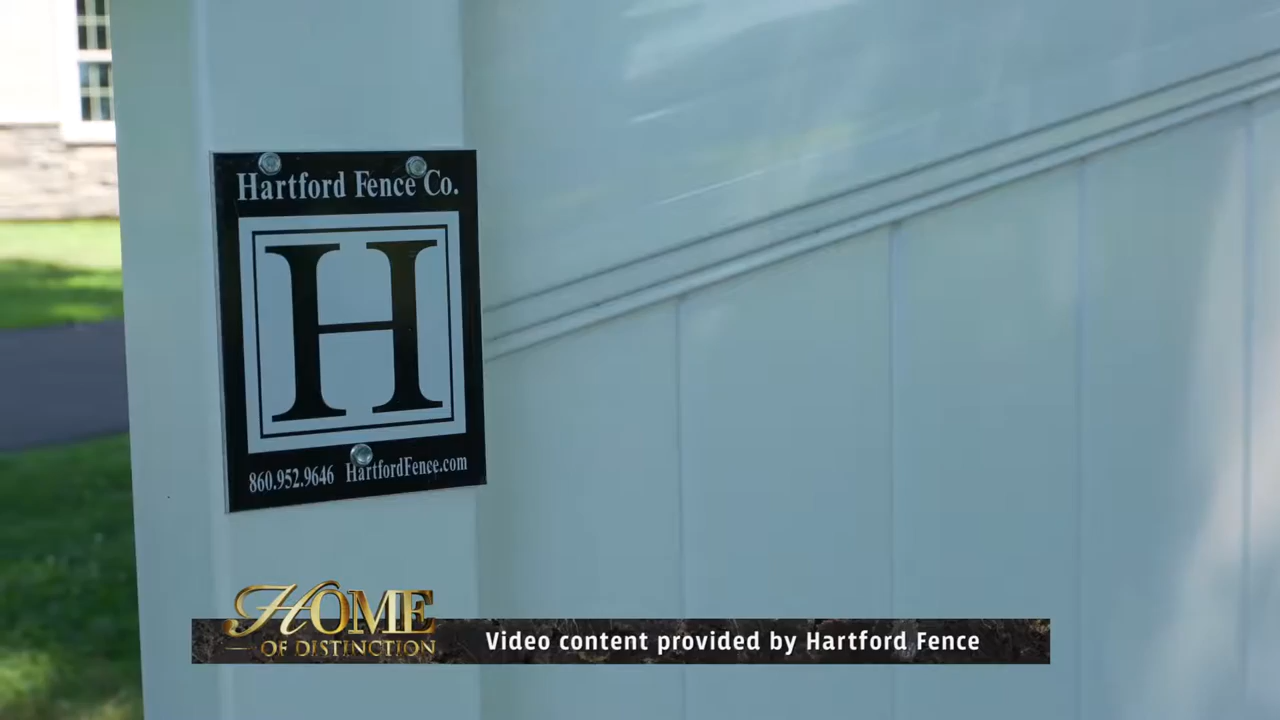 Hartford Fence Co.
H
860.952.9646 HartfordFence.com
HOME
OF DISTINCTION
Video content provided by Hartford Fence